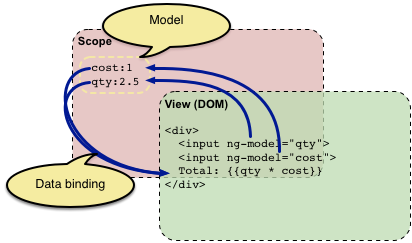 Model
Scope
cost:1
qty:2.5
View (DOM)
<div>
<input ng-model="qty">
<input ng-model="cost">
Total: {{qty * cost}}
</div>
Data binding